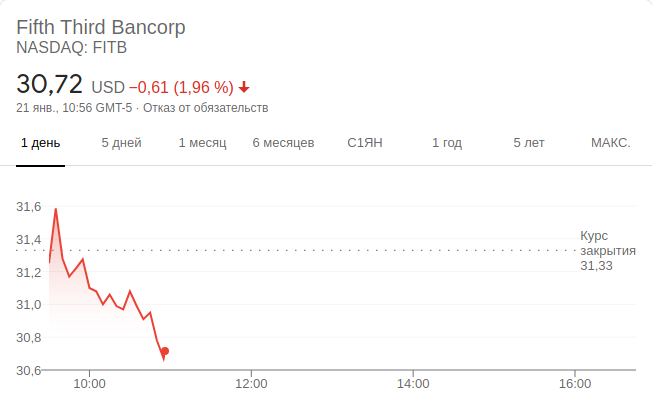 Fifth Third Bancorp
NASDAQ: FITB
30,72 USD −0,61 (1,96 %)
21 янв., 10:56 GMT-5 · Отказ от обязательств
1 день 5 дней 1 месяц 6 месяцев С1ЯН 1 год 5 лет МАКС.
31,6
31,4
Курс
закрытия
31,33
31,2
31,0
30,8
30,6
10:00 12:00 14:00 16:00